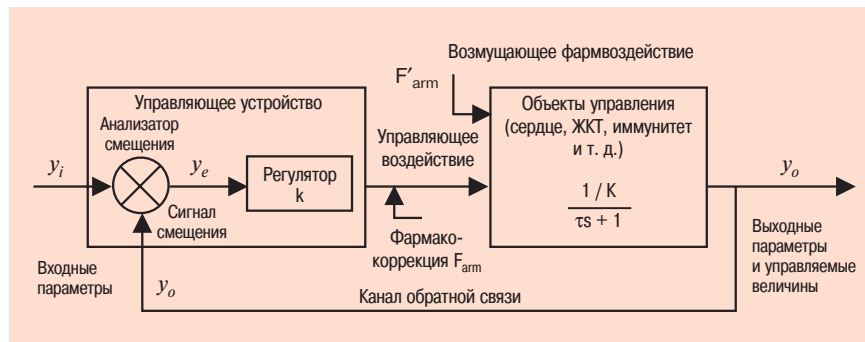 Возмущающее фармвоздействие
F′arm
Управляющее устройство
Анализатор
смещения
yi
ye
Регулятор
k
Сигнал
смещения
Управляющее
воздействие
Фармако-
коррекция Farm
Объекты управления
(сердце, ЖКТ, иммунитет
и т. д.)
1 / K
τs + 1
yo
Выходные
параметры
и управляемые
величины
Входные
параметры
yo
Канал обратной связи